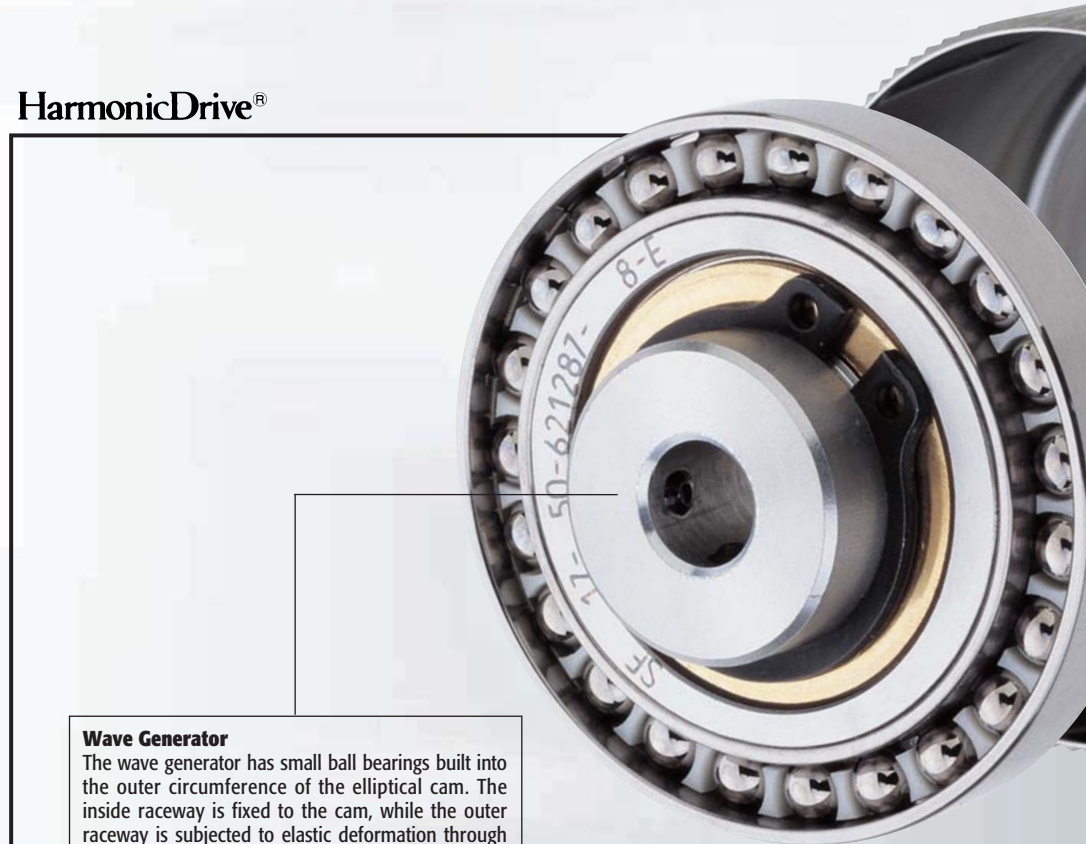 HarmonicDrive®
8-E
50-621287-
17-
SF
Wave Generator
The wave generator has small ball bearings built into
the outer circumference of the elliptical cam. The
inside raceway is fixed to the cam, while the outer
raceway is subjected to elastic deformation through